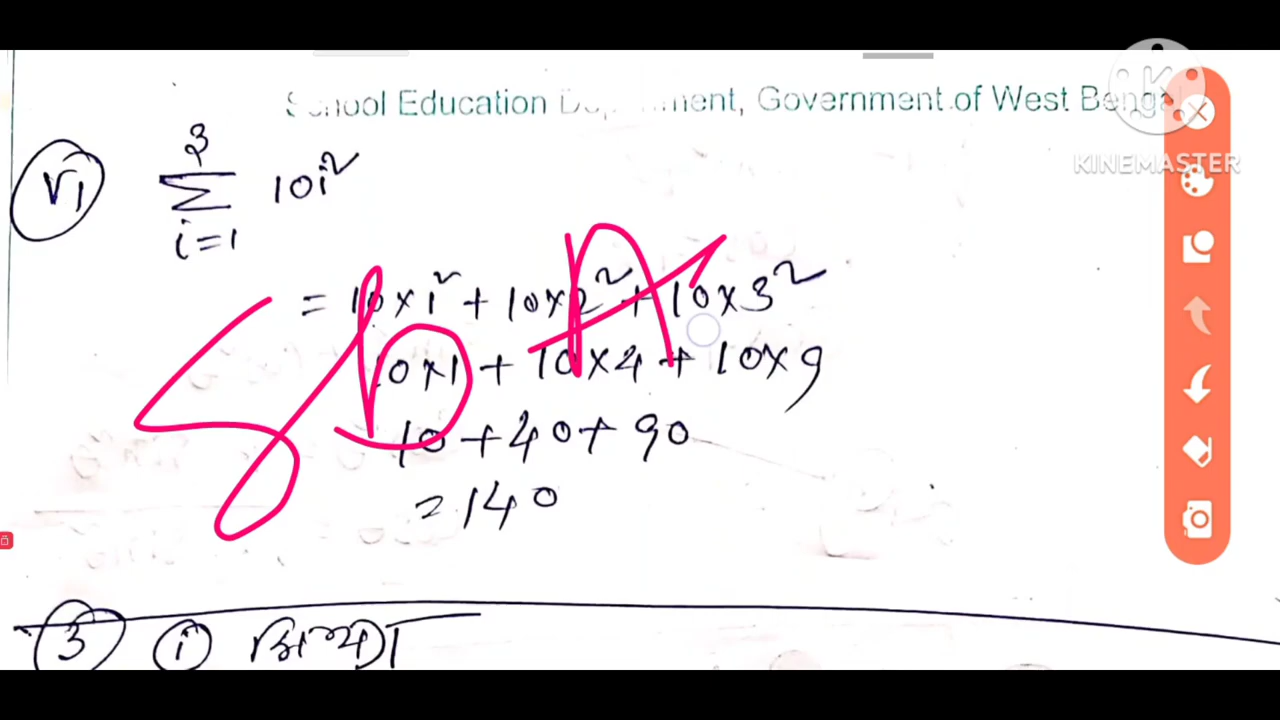 School Education Department, Government of West Bengal
KINEMASTER
vi
3
Σ 10i²
i=1
= 10×1² + 10×2² + 10×3²
10×1 + 10×4 + 10×9
10 + 40 + 90
= 140
3 i মিথ্যা